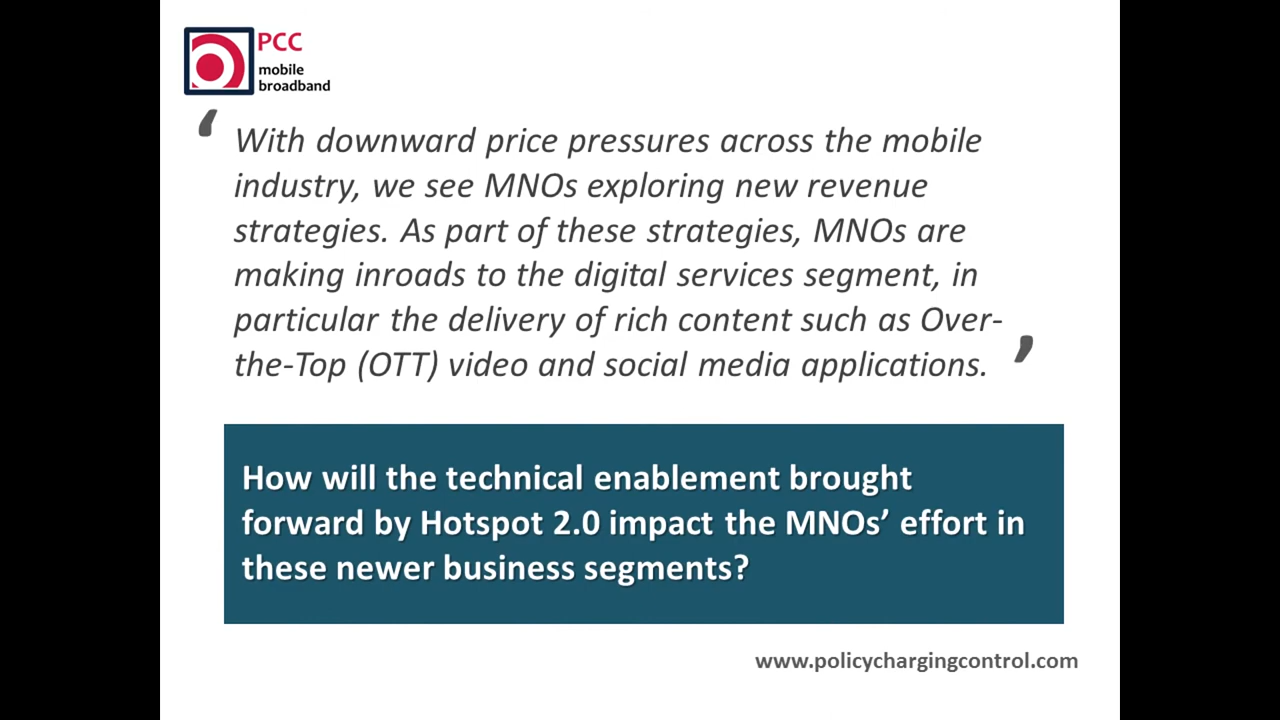 PCC
mobile
broadband
‘ With downward price pressures across the mobile
industry, we see MNOs exploring new revenue
strategies. As part of these strategies, MNOs are
making inroads to the digital services segment, in
particular the delivery of rich content such as Over-
the-Top (OTT) video and social media applications. ’
How will the technical enablement brought
forward by Hotspot 2.0 impact the MNOs’ effort in
these newer business segments?
www.policychargingcontrol.com